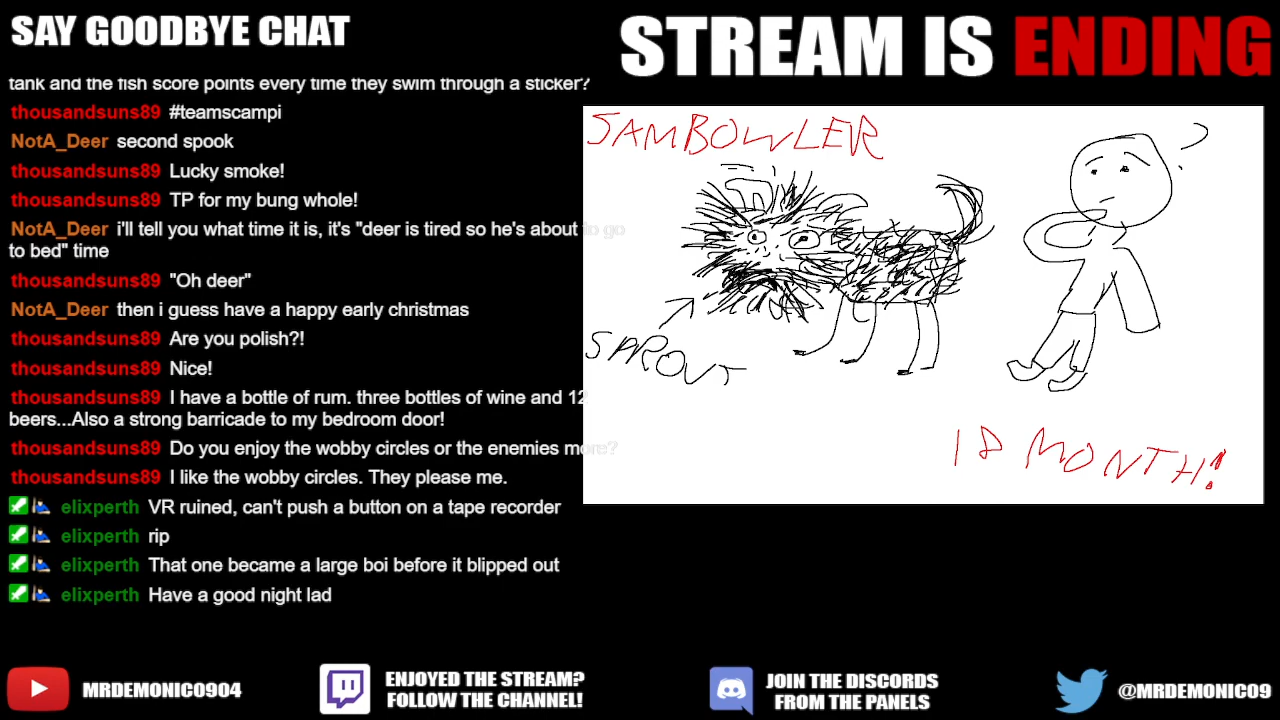 SAY GOODBYE CHAT
STREAM IS ENDING
tank and the fish score points every time they swim through a sticker?
thousandsuns89 #teamscampi
NotA_Deer second spook
thousandsuns89 Lucky smoke!
thousandsuns89 TP for my bung whole!
NotA_Deer i'll tell you what time it is, it's "deer is tired so he's about to go
to bed" time
thousandsuns89 "Oh deer"
NotA_Deer then i guess have a happy early christmas
thousandsuns89 Are you polish?!
thousandsuns89 Nice!
thousandsuns89 I have a bottle of rum. three bottles of wine and 12
beers...Also a strong barricade to my bedroom door!
thousandsuns89 Do you enjoy the wobby circles or the enemies more?
thousandsuns89 I like the wobby circles. They please me.
elixperth VR ruined, can't push a button on a tape recorder
elixperth rip
elixperth That one became a large boi before it blipped out
elixperth Have a good night lad
JAMBOWLER
?
SPROUT
18 MONTH!
MRDEMONICO904
ENJOYED THE STREAM?
FOLLOW THE CHANNEL!
JOIN THE DISCORDS
FROM THE PANELS
@MRDEMONICO9